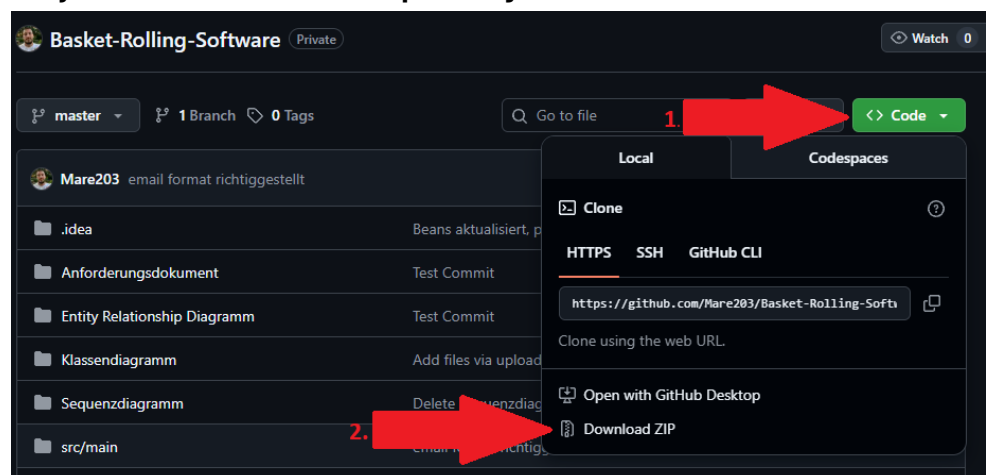 Basket-Rolling-Software Private
Watch 0
master 1 Branch 0 Tags
Go to file
1.
Code
Local Codespaces
Mare203 email format richtiggestellt
Clone
.idea Beans aktualisiert,
HTTPS SSH GitHub CLI
Anforderungsdokument Test Commit
https://github.com/Mare203/Basket-Rolling-Softw
Entity Relationship Diagramm Test Commit
Clone using the web URL.
Klassendiagramm Add files via upload
Open with GitHub Desktop
Sequenzdiagramm Delete
2.
Download ZIP
src/main